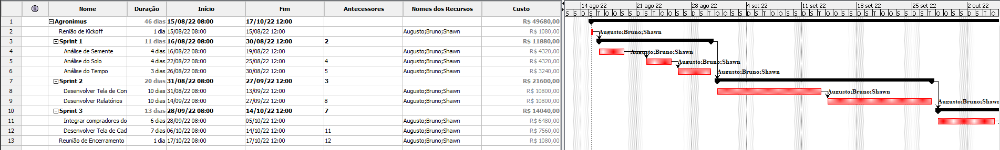 Nome Duração Início Fim Antecessores Nomes dos Recursos Custo
1 Agronimus 46 dias 15/08/22 08:00 17/10/22 12:00 R$ 49680,00
2 Renião de Kickoff 1 dia 15/08/22 08:00 15/08/22 12:00 Augusto;Bruno;Shawn R$ 1080,00
3 Sprint 1 11 dias 16/08/22 08:00 30/08/22 12:00 2 R$ 11880,00
4 Análise de Semente 4 dias 16/08/22 08:00 19/08/22 12:00 Augusto;Bruno;Shawn R$ 4320,00
5 Análise do Solo 4 dias 22/08/22 08:00 25/08/22 12:00 4 Augusto;Bruno;Shawn R$ 4320,00
6 Análise do Tempo 3 dias 26/08/22 08:00 30/08/22 12:00 5 Augusto;Bruno;Shawn R$ 3240,00
7 Sprint 2 20 dias 31/08/22 08:00 27/09/22 12:00 3 R$ 21600,00
8 Desenvolver Tela de Con 10 dias 31/08/22 08:00 13/09/22 12:00 Augusto;Bruno;Shawn R$ 10800,00
9 Desenvolver Relatórios 10 dias 14/09/22 08:00 27/09/22 12:00 8 Augusto;Bruno;Shawn R$ 10800,00
10 Sprint 3 13 dias 28/09/22 08:00 14/10/22 12:00 7 R$ 14040,00
11 Integrar compradores do 6 dias 28/09/22 08:00 05/10/22 12:00 Augusto;Bruno;Shawn R$ 6480,00
12 Desenvolver Tela de Cad 7 dias 06/10/22 08:00 14/10/22 12:00 11 Augusto;Bruno;Shawn R$ 7560,00
13 Reunião de Encerramento 1 dia 17/10/22 08:00 17/10/22 12:00 12 Augusto;Bruno;Shawn R$ 1080,00
14 ago 22 21 ago 22 28 ago 22 4 set 22 11 set 22 18 set 22 25 set 22 2 out 22
S S D S T Q Q S S D S T Q Q S S D S T Q Q S S D S T Q Q S S D S T Q Q S S D S T Q Q S S D S T Q Q S S D S T Q
Augusto;Bruno;Shawn
Augusto;Bruno;Shawn
Augusto;Bruno;Shawn
Augusto;Bruno;Shawn
Augusto;Bruno;Shawn
Augusto;Bruno;Shawn